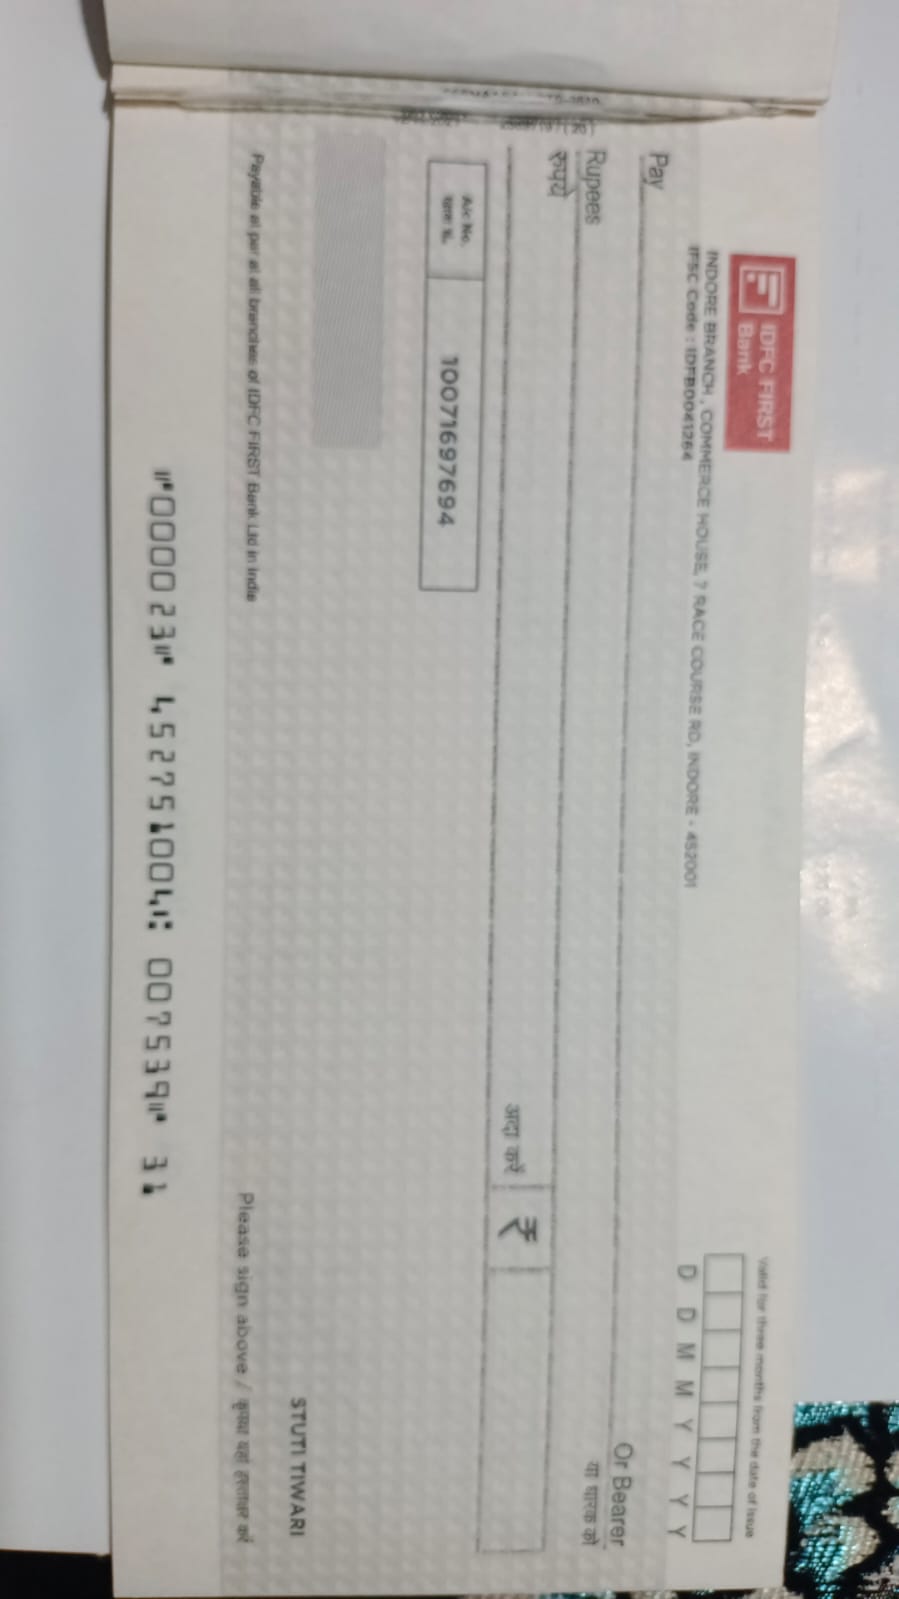 IDFC FIRST
Bank
INDORE BRANCH, COMMERCE HOUSE, 7 RACE COURSE RD, INDORE - 452001
IFSC Code : IDFB0041264
Valid for three months from the date of issue
D D M M Y Y Y Y
Pay
Or Bearer
या धारक को
Rupees
रुपये
अदा करें ₹
A/c No. 10071697694
खाता सं.
STUTI TIWARI
Payable at par at all branches of IDFC FIRST Bank Ltd in India
Please sign above / कृपया यहां हस्ताक्षर करें
⑈000023⑈ 452751004⑆ 007539⑈ 31